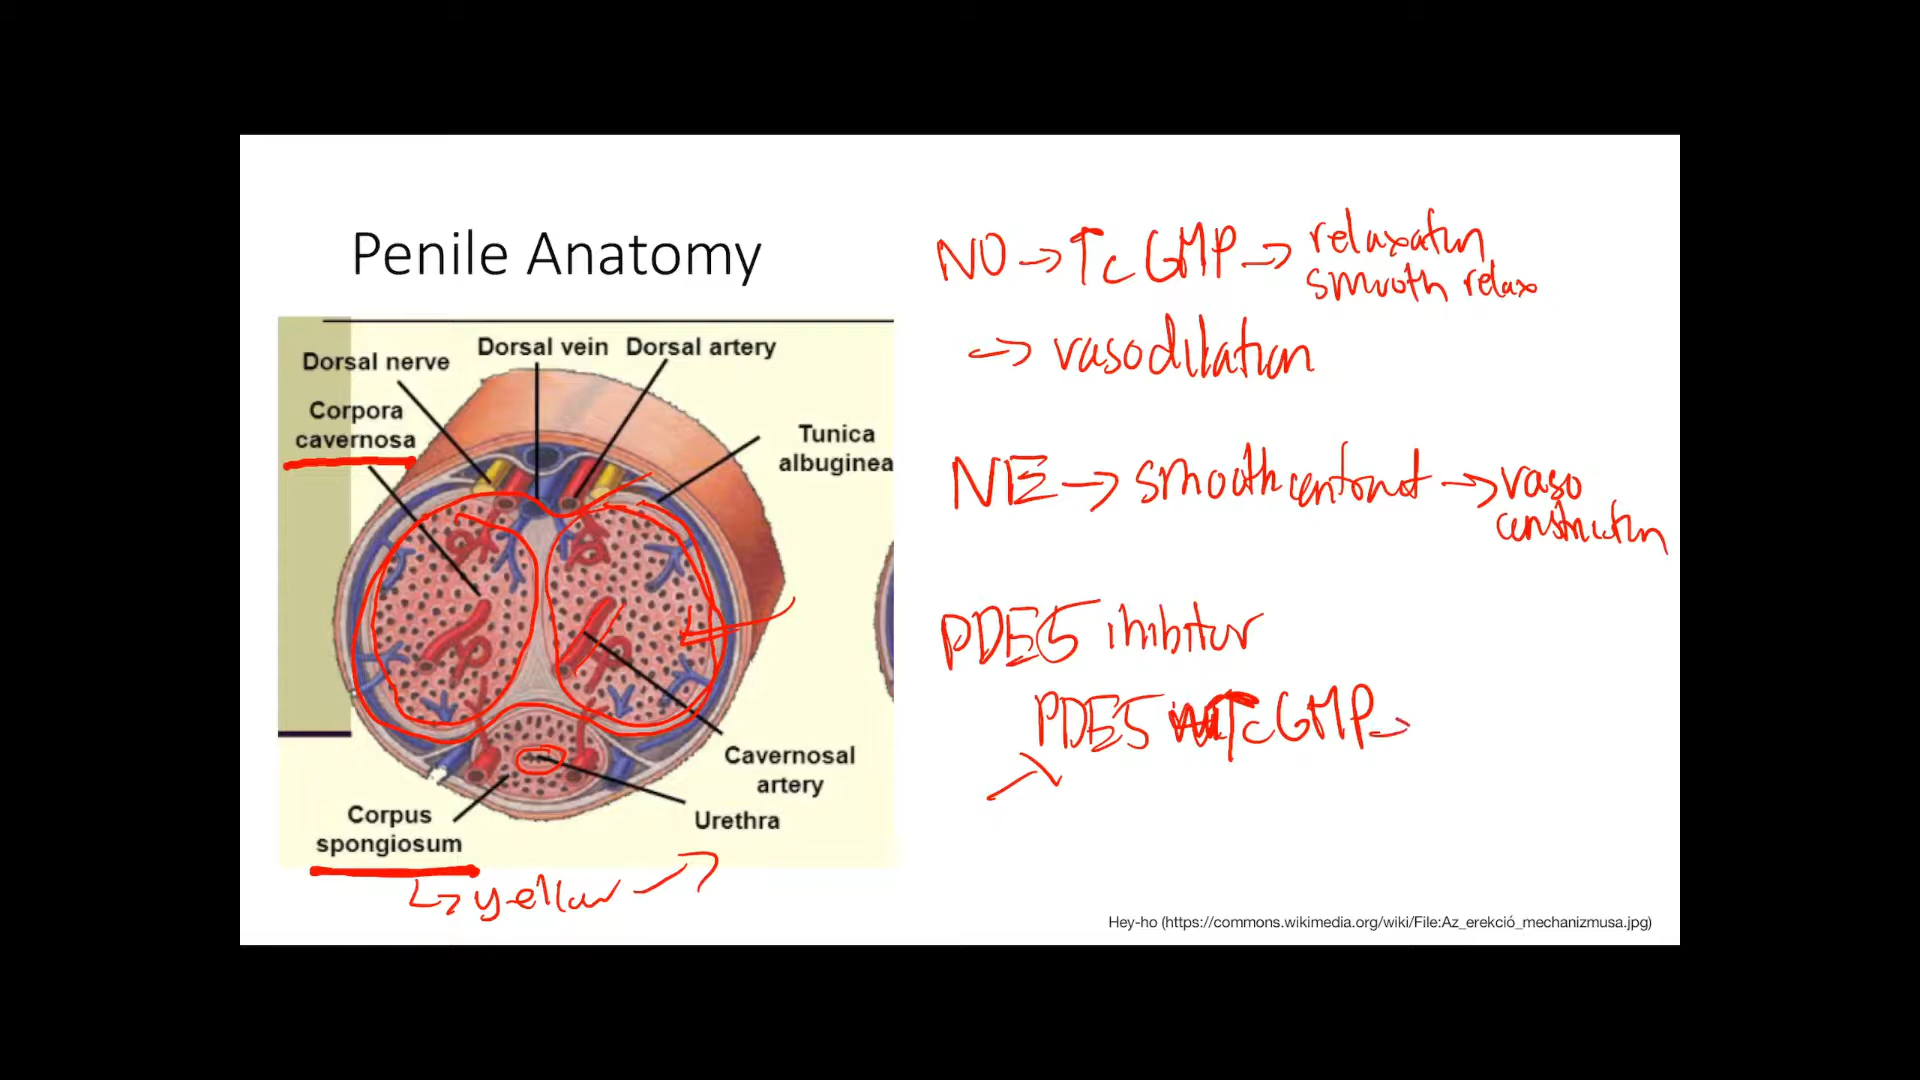 Penile Anatomy
Dorsal nerve
Dorsal vein
Dorsal artery
Corpora
cavernosa
Tunica
albuginea
Cavernosal
artery
Urethra
Corpus
spongiosum
↳ yellow →
NO → ↑cGMP → relaxation
smooth relax
→ vasodilation
NE → smooth → vaso
constriction
PDE5 inhibitor
PDE5 ↑cGMP →
Hey-ho (https://commons.wikimedia.org/wiki/File:Az_erekció_mechanizmusa.jpg)